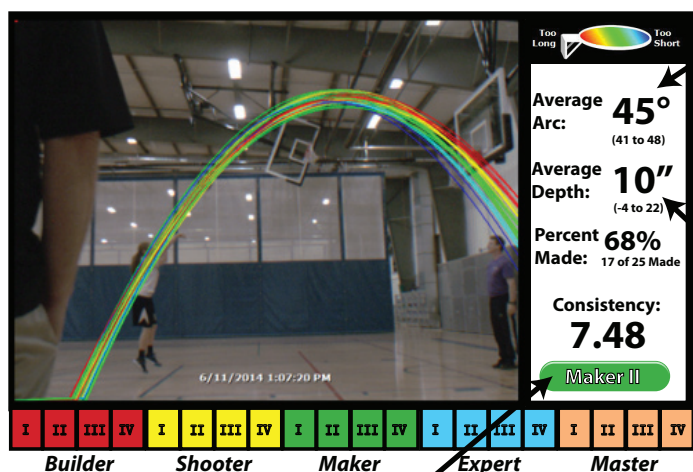 Too Long
Too Short
Average Arc:
45°
(41 to 48)
Average Depth:
10”
(-4 to 22)
Percent Made:
68%
17 of 25 Made
Consistency:
7.48
Maker II
6/11/2014 1:07:20 PM
I II III IV I II III IV I II III IV I II III IV I II III IV
Builder Shooter Maker Expert Master